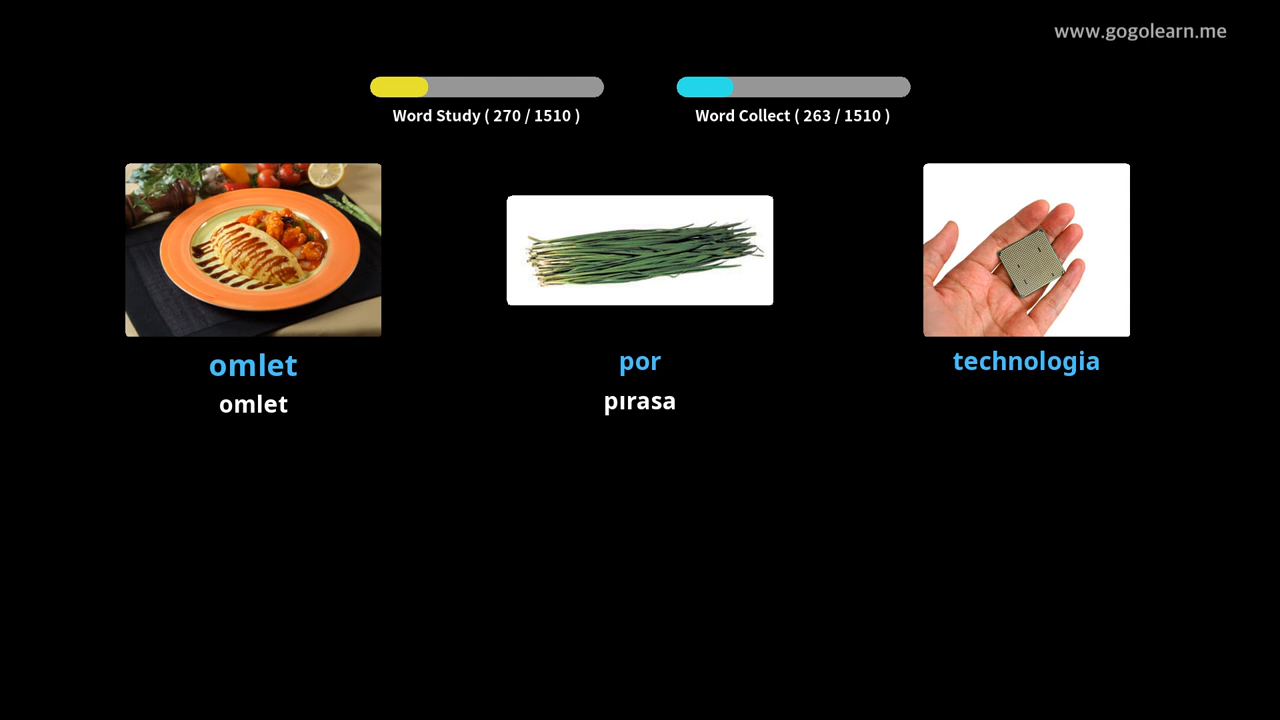 www.gogolearn.me
Word Study ( 270 / 1510 )
Word Collect ( 263 / 1510 )
omlet
omlet
por
pırasa
technologia